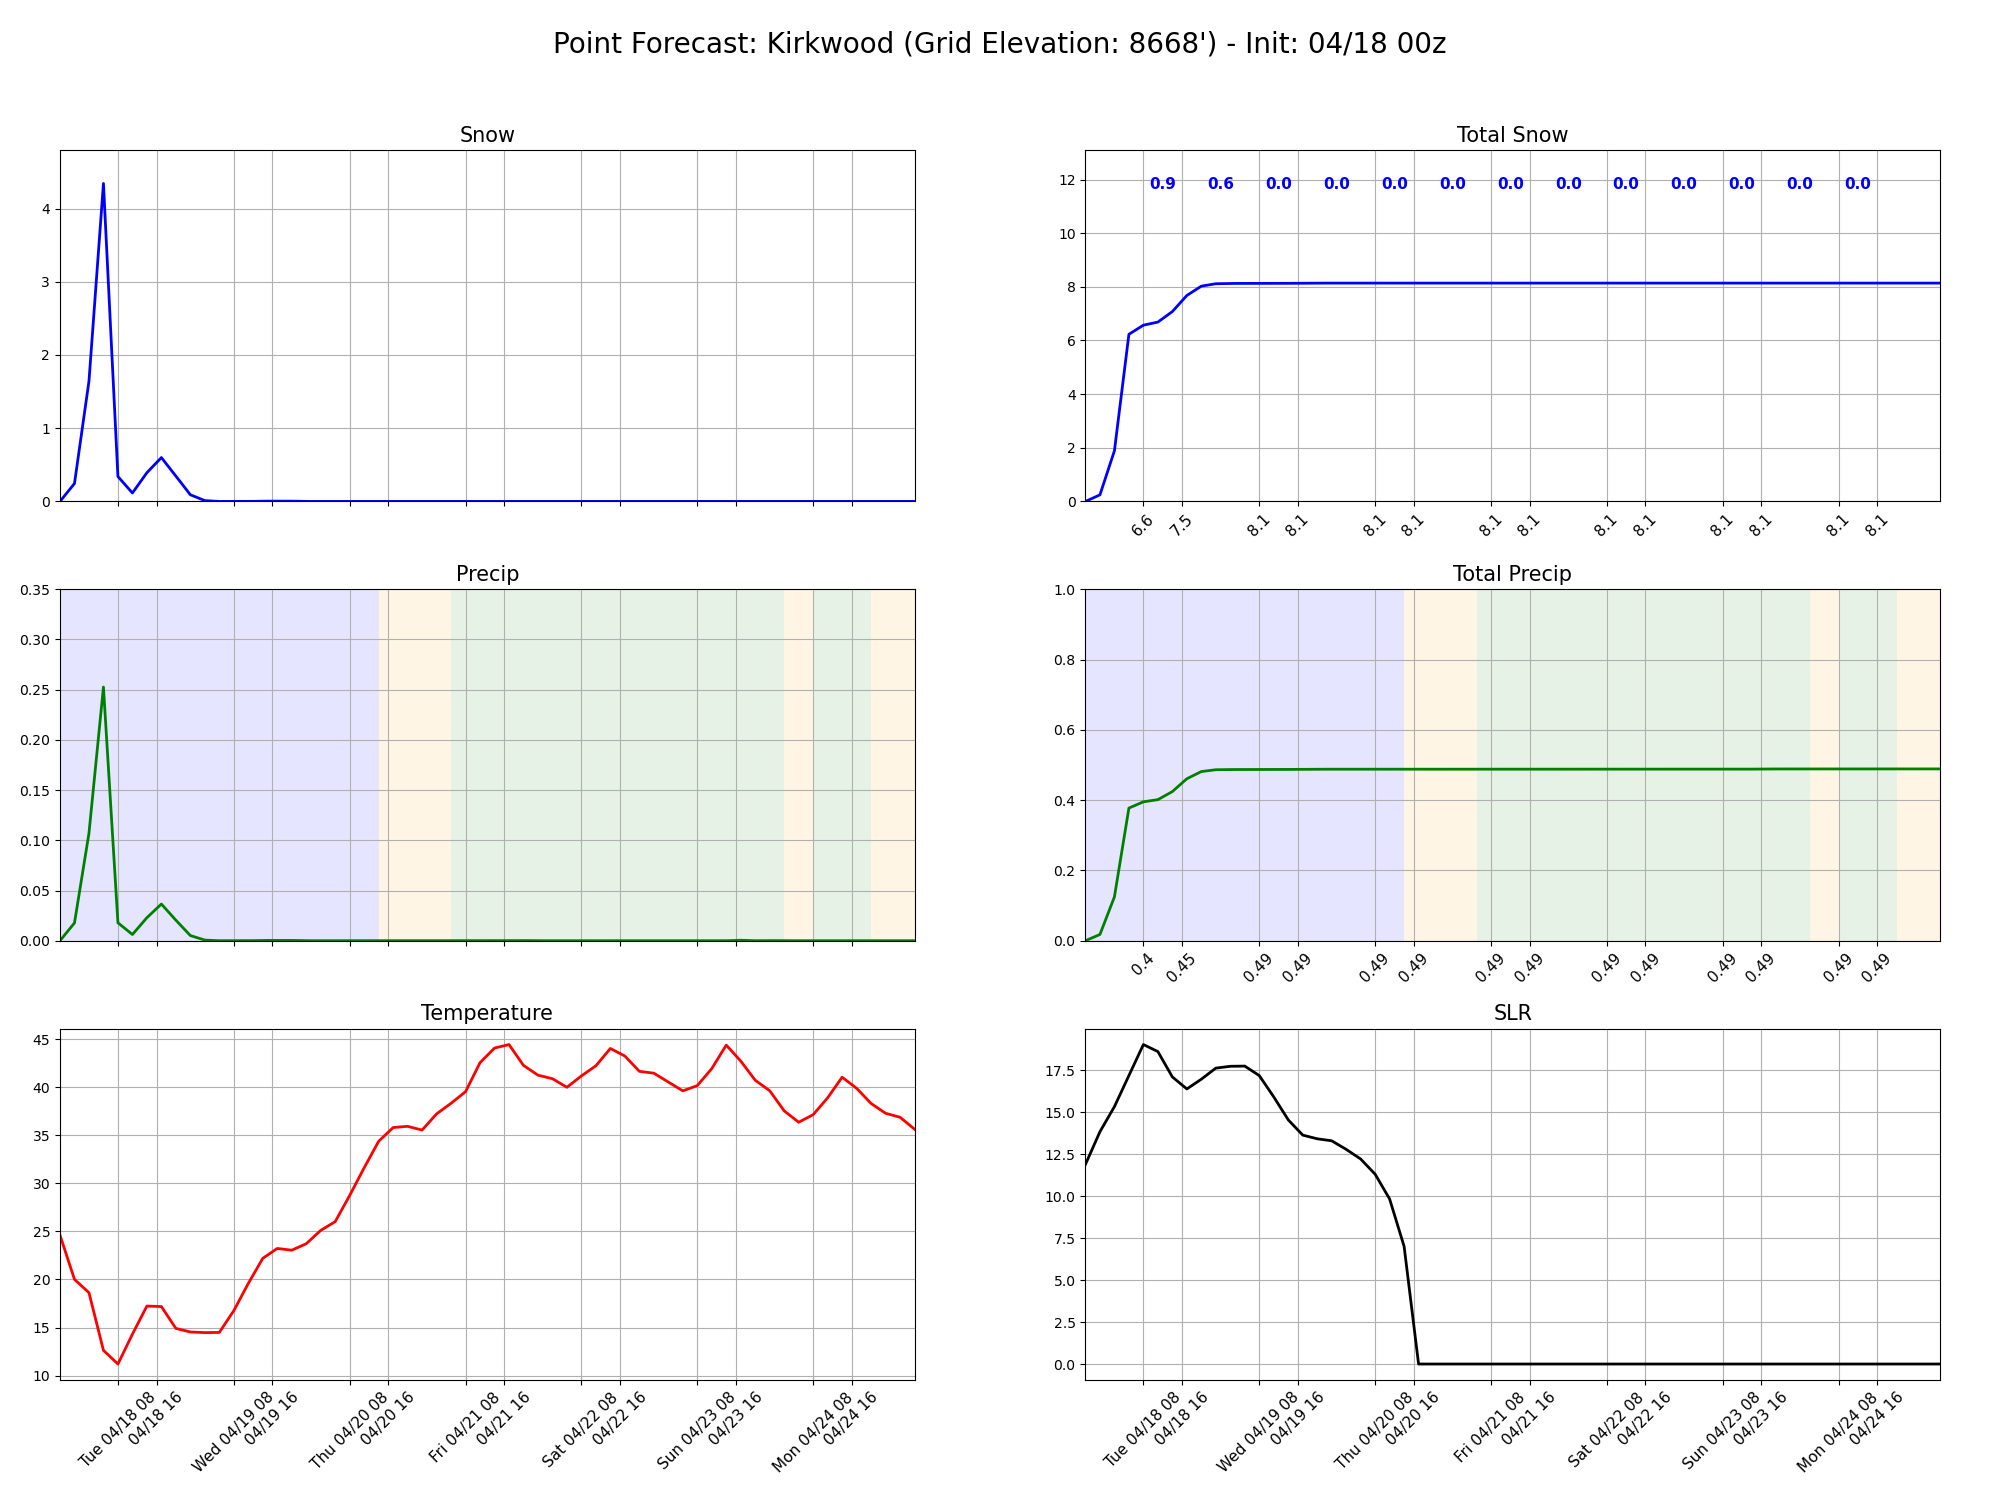 Point Forecast: Kirkwood (Grid Elevation: 8668') - Init: 04/18 00z
Snow
4
3
2
1
0
Total Snow
12
10
8
6
4
2
0
0.9 0.6 0.0 0.0 0.0 0.0 0.0 0.0 0.0 0.0 0.0 0.0 0.0
6.6 7.5 8.1 8.1 8.1 8.1 8.1 8.1 8.1 8.1 8.1 8.1 8.1 8.1
Precip
0.35
0.30
0.25
0.20
0.15
0.10
0.05
0.00
Total Precip
1.0
0.8
0.6
0.4
0.2
0.0
0.4 0.45 0.49 0.49 0.49 0.49 0.49 0.49 0.49 0.49 0.49 0.49 0.49 0.49
Temperature
45
40
35
30
25
20
15
10
Tue 04/18 08
04/18 16
Wed 04/19 08
04/19 16
Thu 04/20 08
04/20 16
Fri 04/21 08
04/21 16
Sat 04/22 08
04/22 16
Sun 04/23 08
04/23 16
Mon 04/24 08
04/24 16
SLR
17.5
15.0
12.5
10.0
7.5
5.0
2.5
0.0
Tue 04/18 08
04/18 16
Wed 04/19 08
04/19 16
Thu 04/20 08
04/20 16
Fri 04/21 08
04/21 16
Sat 04/22 08
04/22 16
Sun 04/23 08
04/23 16
Mon 04/24 08
04/24 16